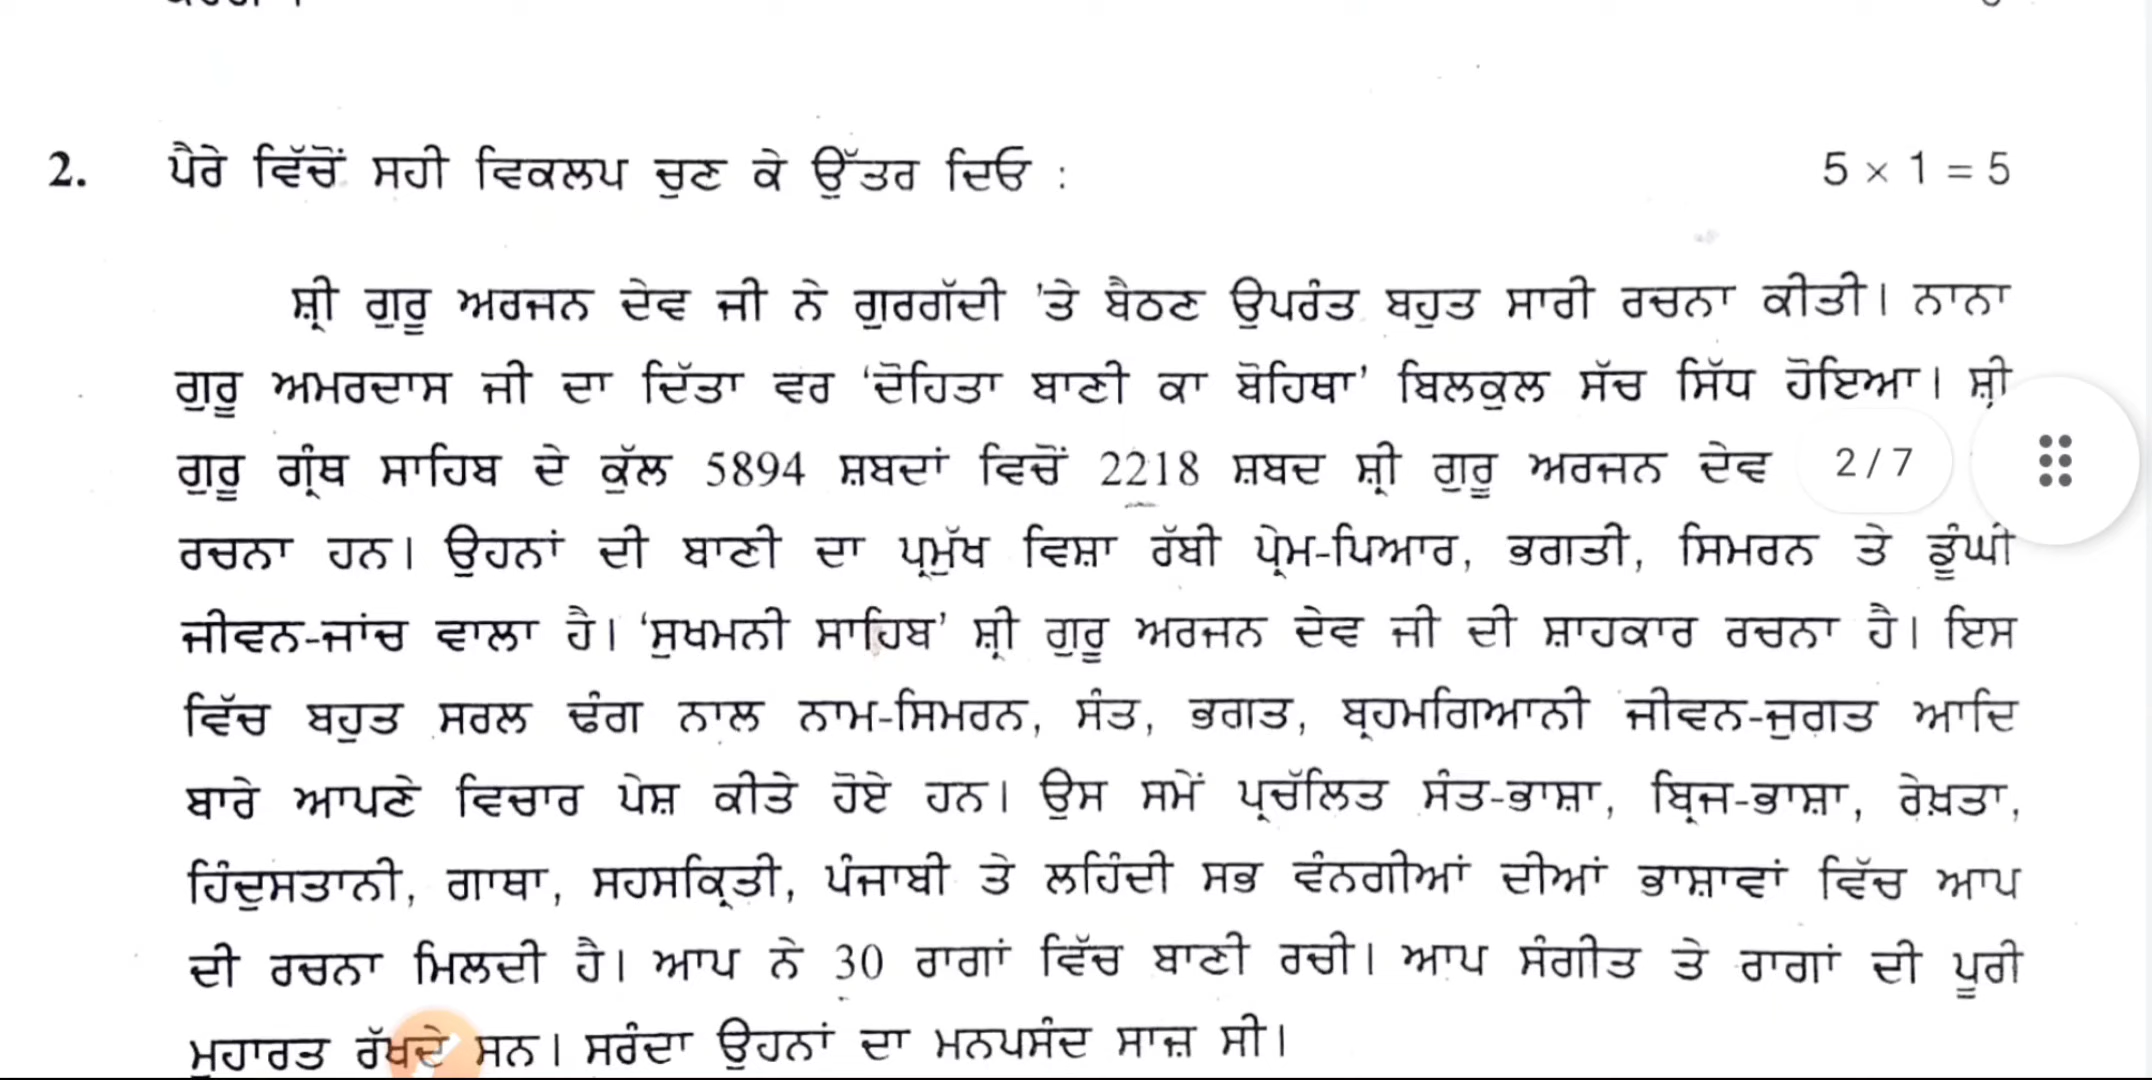 2. ਪੈਰੇ ਵਿੱਚੋਂ ਸਹੀ ਵਿਕਲਪ ਚੁਣ ਕੇ ਉੱਤਰ ਦਿਓ : 5 × 1 = 5
ਸ਼੍ਰੀ ਗੁਰੂ ਅਰਜਨ ਦੇਵ ਜੀ ਨੇ ਗੁਰਗੱਦੀ 'ਤੇ ਬੈਠਣ ਉਪਰੰਤ ਬਹੁਤ ਸਾਰੀ ਰਚਨਾ ਕੀਤੀ। ਨਾਨਾ
ਗੁਰੂ ਅਮਰਦਾਸ ਜੀ ਦਾ ਦਿੱਤਾ ਵਰ ‘ਦੋਹਿਤਾ ਬਾਣੀ ਕਾ ਬੋਹਿਥਾ’ ਬਿਲਕੁਲ ਸੱਚ ਸਿੱਧ ਹੋਇਆ। ਸ਼੍ਰੀ
ਗੁਰੂ ਗ੍ਰੰਥ ਸਾਹਿਬ ਦੇ ਕੁੱਲ 5894 ਸ਼ਬਦਾਂ ਵਿਚੋਂ 2218 ਸ਼ਬਦ ਸ਼੍ਰੀ ਗੁਰੂ ਅਰਜਨ ਦੇਵ 2/7
ਰਚਨਾ ਹਨ। ਉਹਨਾਂ ਦੀ ਬਾਣੀ ਦਾ ਪ੍ਰਮੁੱਖ ਵਿਸ਼ਾ ਰੱਬੀ ਪ੍ਰੇਮ-ਪਿਆਰ, ਭਗਤੀ, ਸਿਮਰਨ ਤੇ ਡੂੰਘੀ
ਜੀਵਨ-ਜਾਂਚ ਵਾਲਾ ਹੈ। ‘ਸੁਖਮਨੀ ਸਾਹਿਬ’ ਸ਼੍ਰੀ ਗੁਰੂ ਅਰਜਨ ਦੇਵ ਜੀ ਦੀ ਸ਼ਾਹਕਾਰ ਰਚਨਾ ਹੈ। ਇਸ
ਵਿੱਚ ਬਹੁਤ ਸਰਲ ਢੰਗ ਨਾਲ ਨਾਮ-ਸਿਮਰਨ, ਸੰਤ, ਭਗਤ, ਬ੍ਰਹਮਗਿਆਨੀ ਜੀਵਨ-ਜੁਗਤ ਆਦਿ
ਬਾਰੇ ਆਪਣੇ ਵਿਚਾਰ ਪੇਸ਼ ਕੀਤੇ ਹੋਏ ਹਨ। ਉਸ ਸਮੇਂ ਪ੍ਰਚੱਲਿਤ ਸੰਤ-ਭਾਸ਼ਾ, ਬ੍ਰਿਜ-ਭਾਸ਼ਾ, ਰੇਖ਼ਤਾ,
ਹਿੰਦੁਸਤਾਨੀ, ਗਾਥਾ, ਸਹਸਕ੍ਰਿਤੀ, ਪੰਜਾਬੀ ਤੇ ਲਹਿੰਦੀ ਸਭ ਵੰਨਗੀਆਂ ਦੀਆਂ ਭਾਸ਼ਾਵਾਂ ਵਿੱਚ ਆਪ
ਦੀ ਰਚਨਾ ਮਿਲਦੀ ਹੈ। ਆਪ ਨੇ 30 ਰਾਗਾਂ ਵਿੱਚ ਬਾਣੀ ਰਚੀ। ਆਪ ਸੰਗੀਤ ਤੇ ਰਾਗਾਂ ਦੀ ਪੂਰੀ
ਮੁਹਾਰਤ ਰੱਖਦੇ ਸਨ। ਸਰੰਦਾ ਉਹਨਾਂ ਦਾ ਮਨਪਸੰਦ ਸਾਜ਼ ਸੀ।